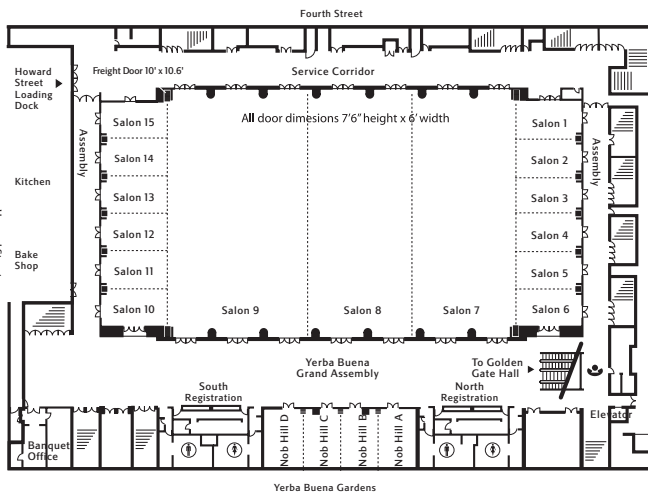 Fourth Street
Howard
Street
Loading
Dock
Freight Door 10' x 10.6'
Service Corridor
All door dimesions 7'6" height x 6' width
Assembly
Assembly
Salon 15
Salon 14
Salon 13
Salon 12
Salon 11
Salon 10
Salon 1
Salon 2
Salon 3
Salon 4
Salon 5
Salon 6
Kitchen
Bake
Shop
Salon 9
Salon 8
Salon 7
Yerba Buena
Grand Assembly
To Golden
Gate Hall
South
Registration
North
Registration
Elevator
Banquet
Office
Nob Hill D
Nob Hill C
Nob Hill B
Nob Hill A
Yerba Buena Gardens